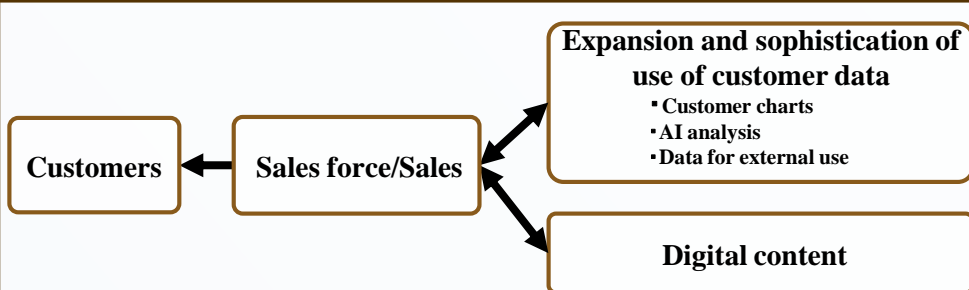 Expansion and sophistication of
use of customer data
▪Customer charts
▪AI analysis
▪Data for external use
Customers
Sales force/Sales
Digital content